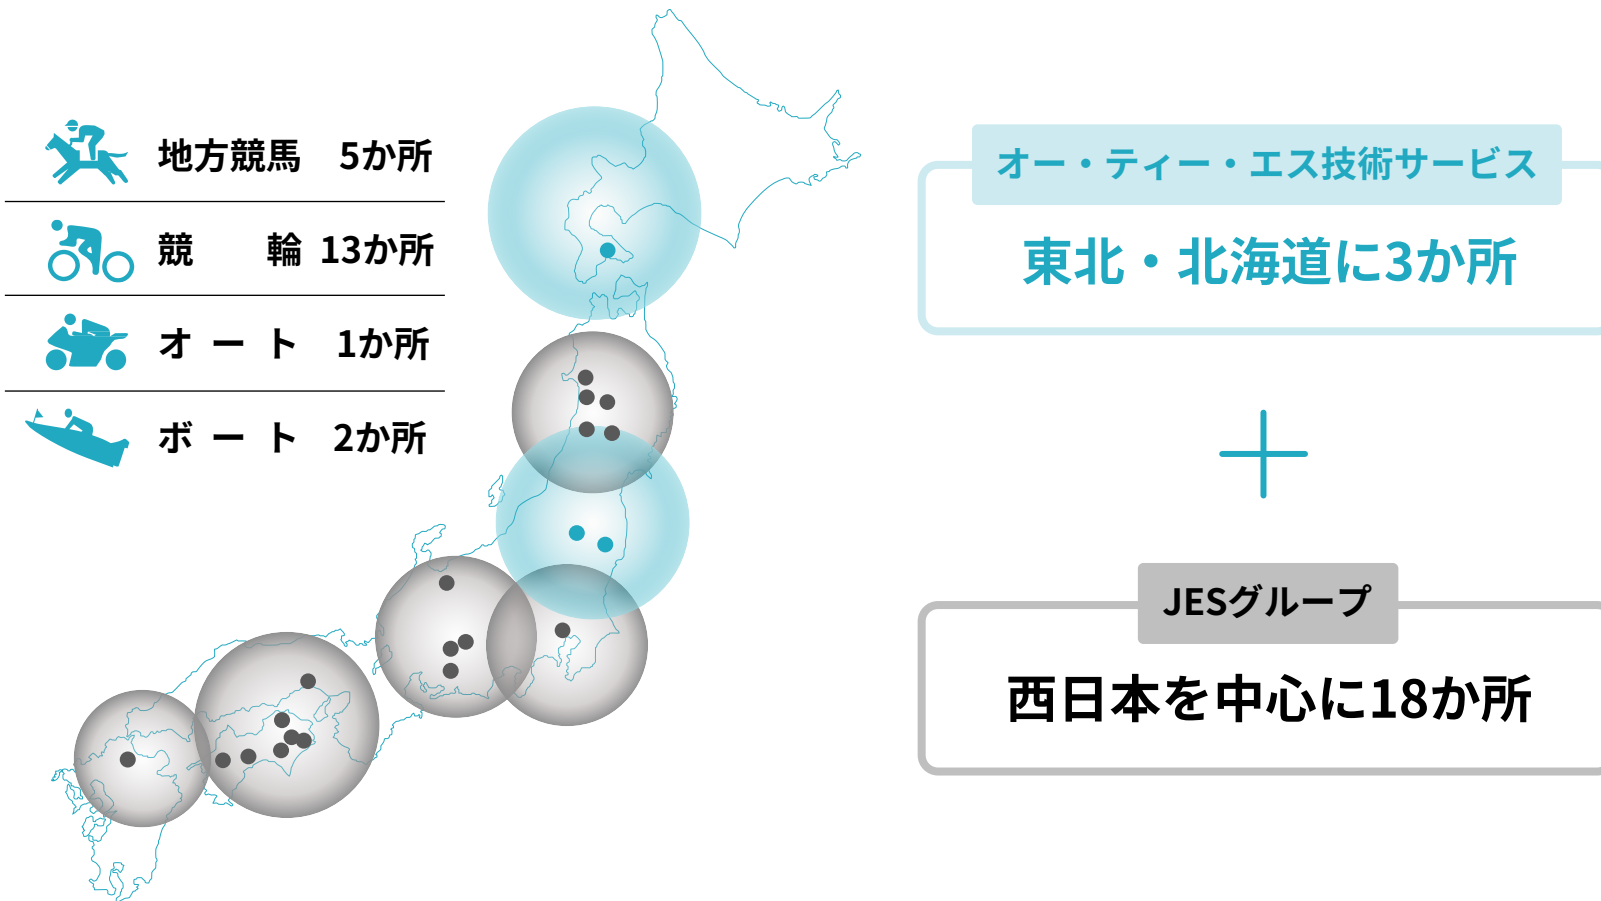 地方競馬 5か所
競 輪 13か所
オ ー ト 1か所
ボ ー ト 2か所
オー・ティー・エス技術サービス
東北・北海道に3か所
JESグループ
西日本を中心に18か所